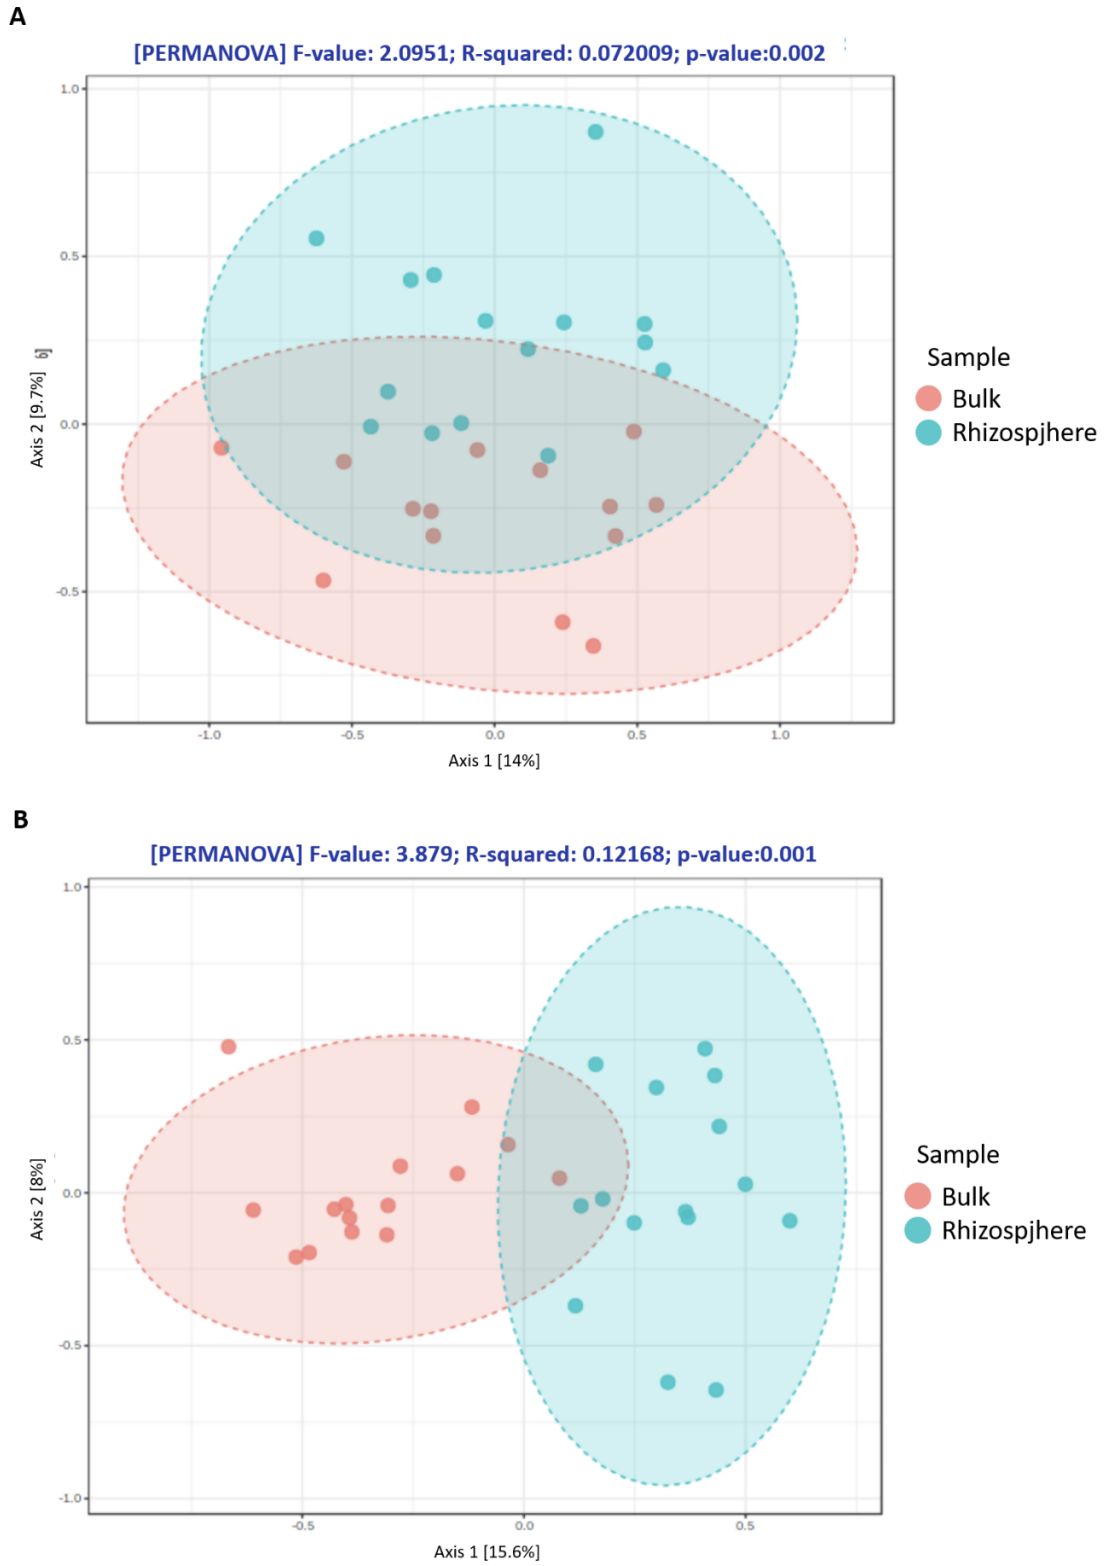 A
[PERMANOVA] F-value: 2.0951; R-squared: 0.072009; p-value:0.002
1.0
0.5
0.0
-0.5
Axis 2 [9.7%]
-1.0 -0.5 0.0 0.5 1.0
Axis 1 [14%]
Sample
Bulk
Rhizospjhere
B
[PERMANOVA] F-value: 3.879; R-squared: 0.12168; p-value:0.001
1.0
0.5
0.0
-0.5
-1.0
Axis 2 [8%]
-0.5 0.0 0.5
Axis 1 [15.6%]
Sample
Bulk
Rhizospjhere